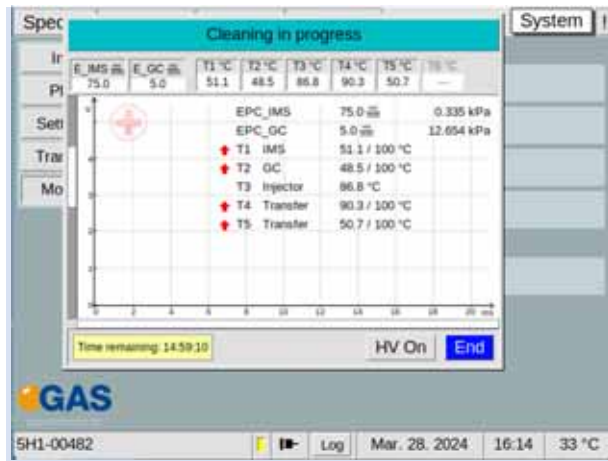 Spec
System
Cleaning in progress
E_IMS E_GC T1 °C T2 °C T3 °C T4 °C T5 °C
75.0 5.0 51.1 48.5 86.8 90.3 50.7 ---
EPC_IMS 75.0 0.335 kPa
EPC_GC 5.0 12.654 kPa
T1 IMS 51.1 / 100 °C
T2 GC 48.5 / 100 °C
T3 Injector 86.8 °C
T4 Transfer 90.3 / 100 °C
T5 Transfer 50.7 / 100 °C
Sett
Tran
Mo
0 2 4 6 8 10 12 14 16 18 20 ms
Time remaining: 14:59:10
HV On
End
GAS
5H1-00482
Log
Mar. 28. 2024
16:14
33 °C